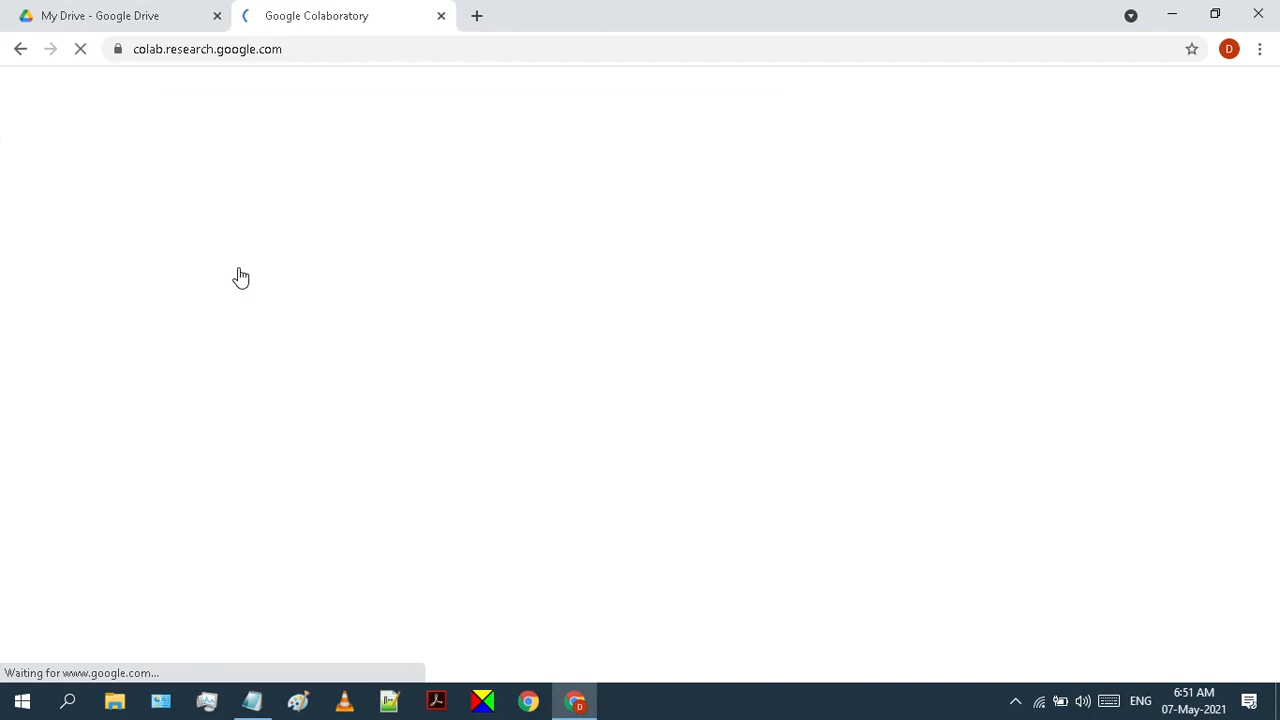 My Drive - Google Drive
Google Colaboratory
colab.research.google.com
D
Waiting for www.google.com...
D
ENG
6:51 AM
07-May-2021